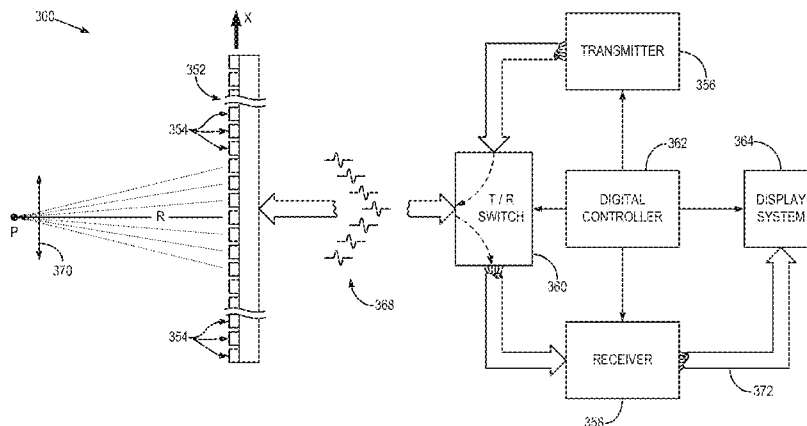 300
X
352
354
P
R
370
354
368
TRANSMITTER
356
T / R
SWITCH
360
362
DIGITAL
CONTROLLER
364
DISPLAY
SYSTEM
RECEIVER
358
372